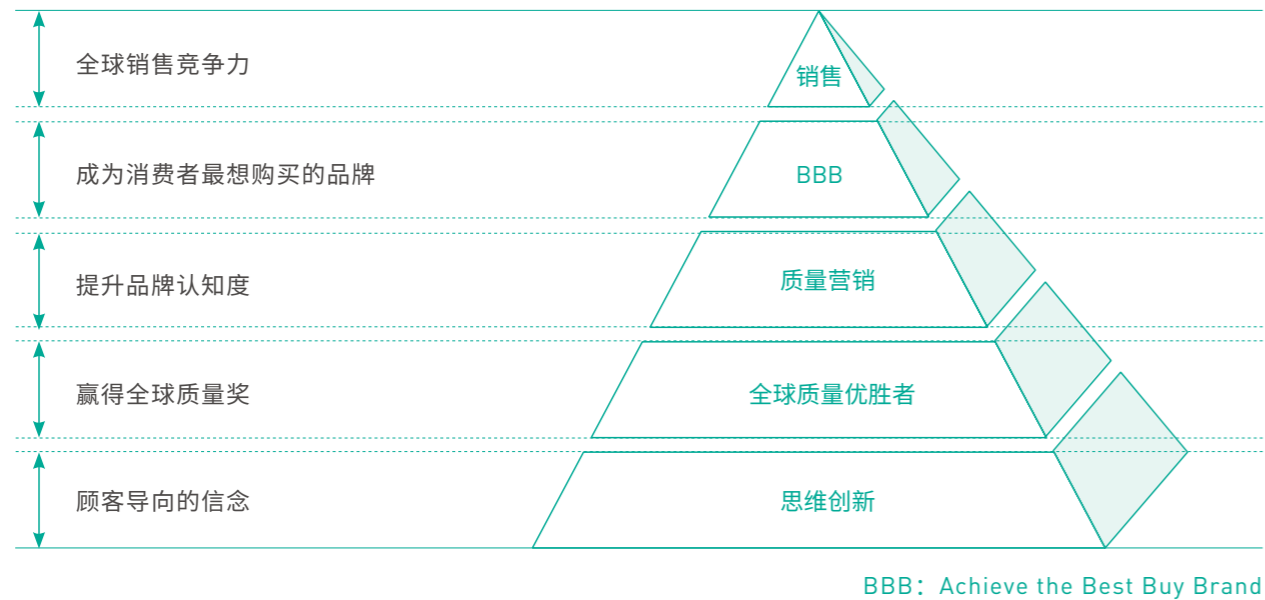 全球销售竞争力
销售
成为消费者最想购买的品牌
BBB
提升品牌认知度
质量营销
赢得全球质量奖
全球质量优胜者
顾客导向的信念
思维创新
BBB：Achieve the Best Buy Brand